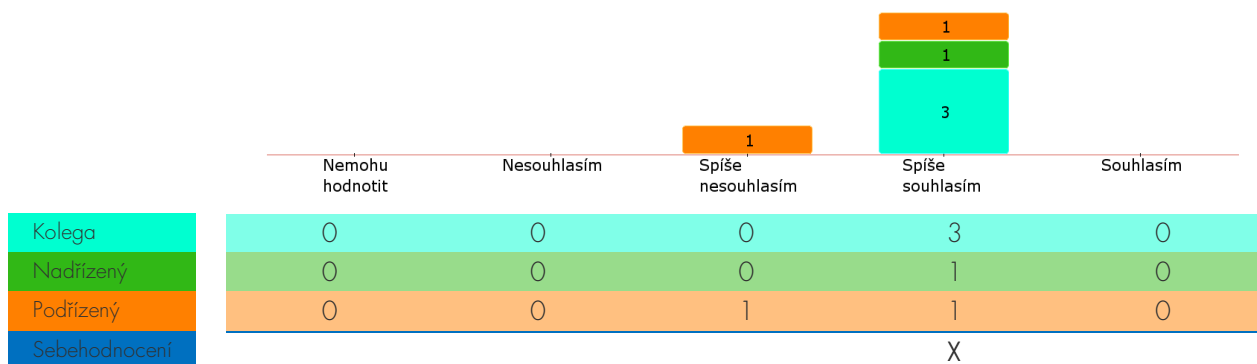 1
1
3
1
Nemohu hodnotit
Nesouhlasím
Spíše nesouhlasím
Spíše souhlasím
Souhlasím
Kolega 0 0 0 3 0
Nadřízený 0 0 0 1 0
Podřízený 0 0 1 1 0
Sebehodnocení X